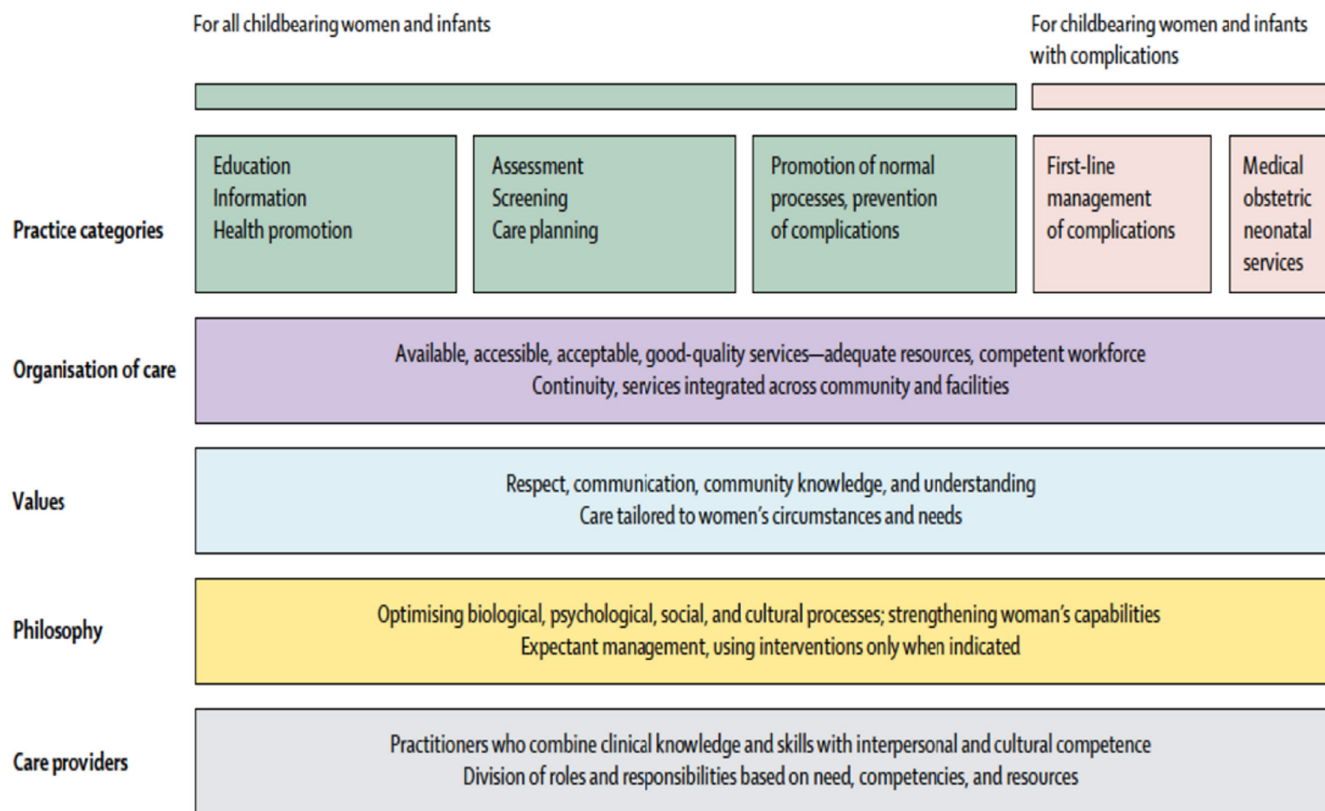 For all childbearing women and infants
For childbearing women and infants
with complications
Practice categories
Education
Information
Health promotion
Assessment
Screening
Care planning
Promotion of normal
processes, prevention
of complications
First-line
management
of complications
Medical
obstetric
neonatal
services
Organisation of care
Available, accessible, acceptable, good-quality services—adequate resources, competent workforce
Continuity, services integrated across community and facilities
Values
Respect, communication, community knowledge, and understanding
Care tailored to women's circumstances and needs
Philosophy
Optimising biological, psychological, social, and cultural processes; strengthening woman's capabilities
Expectant management, using interventions only when indicated
Care providers
Practitioners who combine clinical knowledge and skills with interpersonal and cultural competence
Division of roles and responsibilities based on need, competencies, and resources